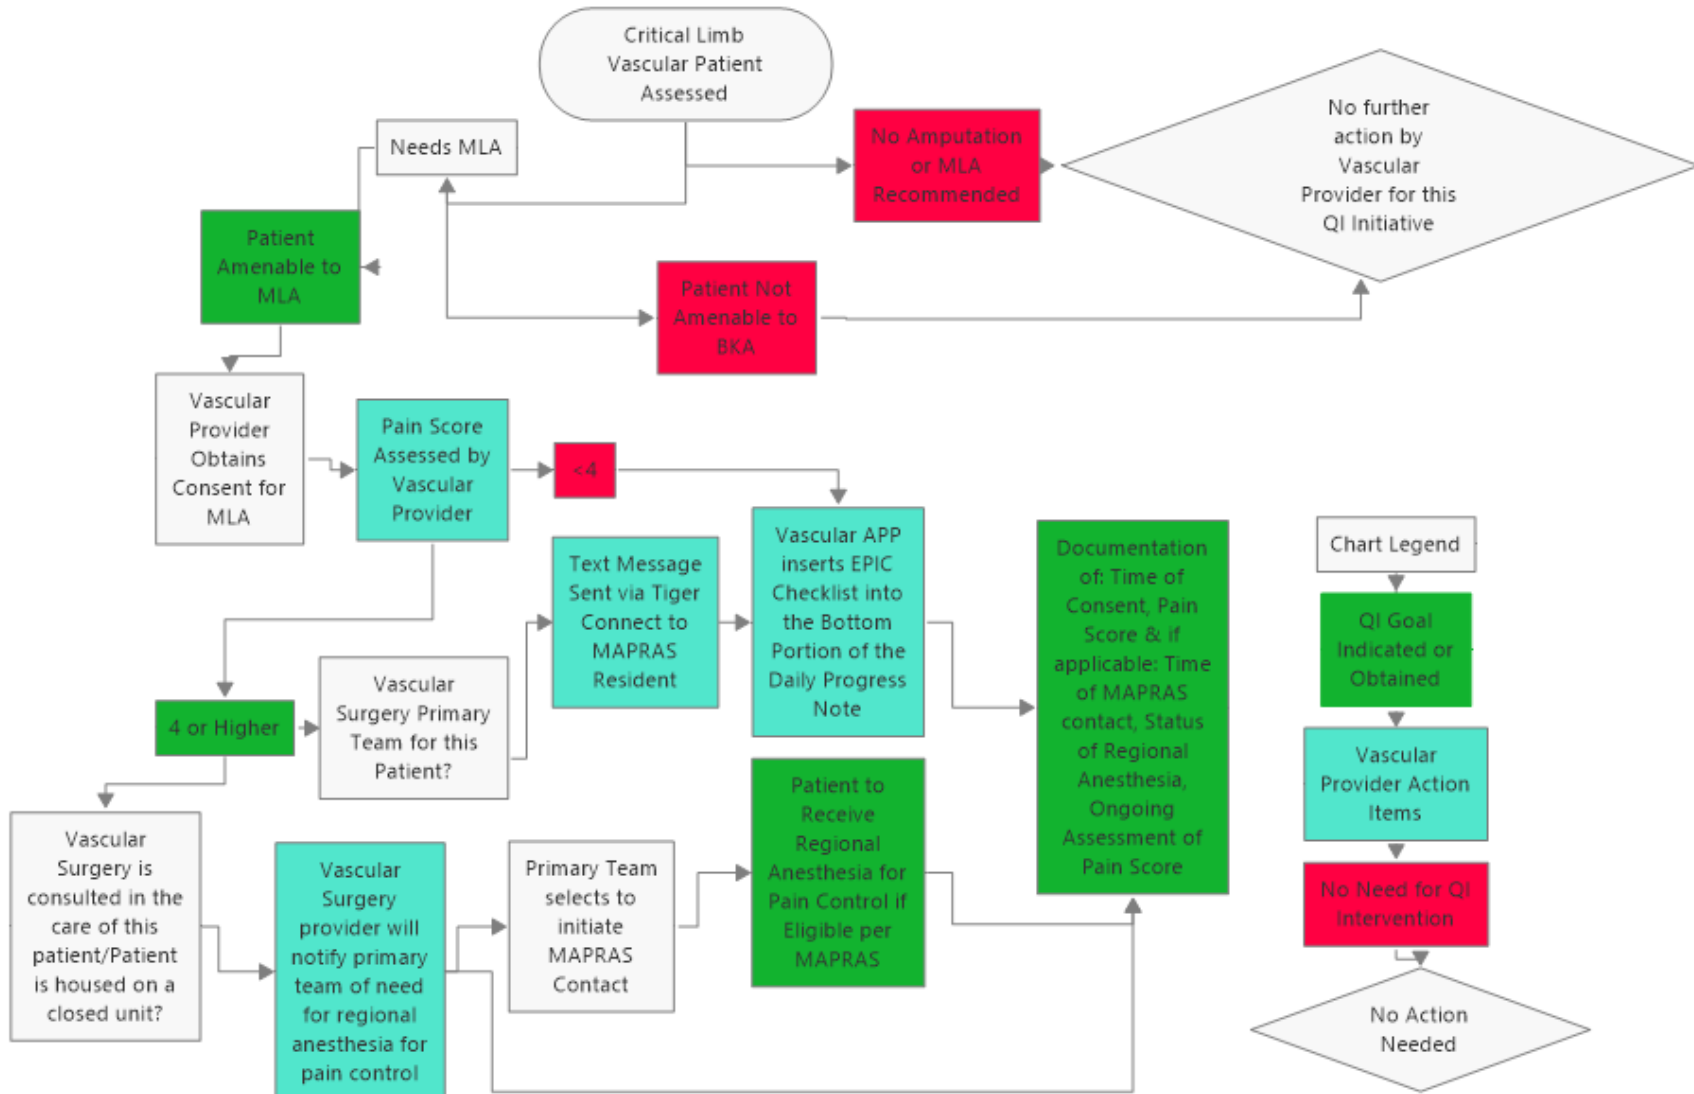 Critical Limb
Vascular Patient
Assessed
Needs MLA
No Amputation
or MLA
Recommended
No further
action by
Vascular
Provider for this
QI Initiative
Patient
Amenable to
MLA
Patient Not
Amenable to
BKA
Vascular
Provider
Obtains
Consent for
MLA
Pain Score
Assessed by
Vascular
Provider
<4
Text Message
Sent via Tiger
Connect to
MAPRAS
Resident
Vascular APP
inserts EPIC
Checklist into
the Bottom
Portion of the
Daily Progress
Note
Documentation
of: Time of
Consent, Pain
Score & if
applicable: Time
of MAPRAS
contact, Status
of Regional
Anesthesia,
Ongoing
Assessment of
Pain Score
4 or Higher
Vascular
Surgery Primary
Team for this
Patient?
Vascular
Surgery is
consulted in the
care of this
patient/Patient
is housed on a
closed unit?
Vascular
Surgery
provider will
notify primary
team of need
for regional
anesthesia for
pain control
Primary Team
selects to
initiate
MAPRAS
Contact
Patient to
Receive
Regional
Anesthesia for
Pain Control if
Eligible per
MAPRAS
Chart Legend
QI Goal
Indicated or
Obtained
Vascular
Provider Action
Items
No Need for QI
Intervention
No Action
Needed